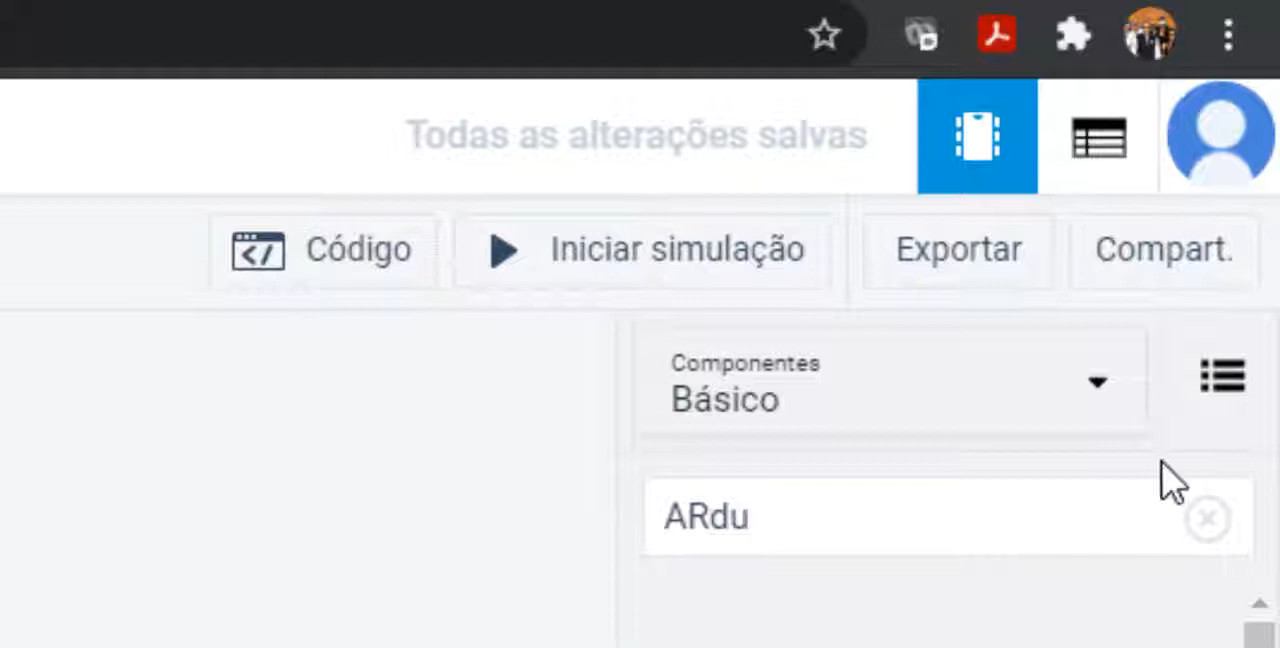 Todas as alterações salvas
Código
Iniciar simulação
Exportar
Compart.
Componentes
Básico
ARdu